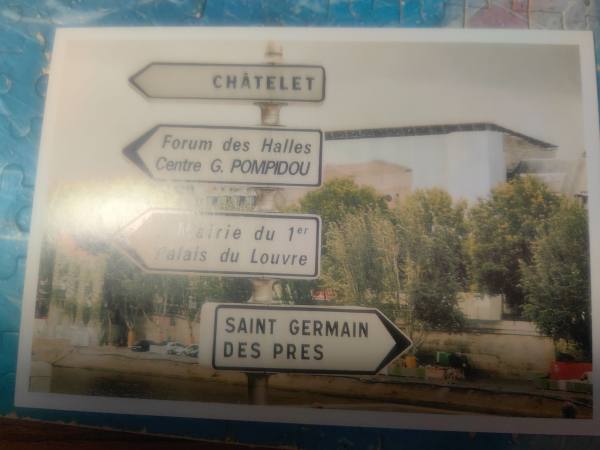 CHÂTELET
Forum des Halles
Centre G. POMPIDOU
Mairie du 1er
Palais du Louvre
SAINT GERMAIN
DES PRES